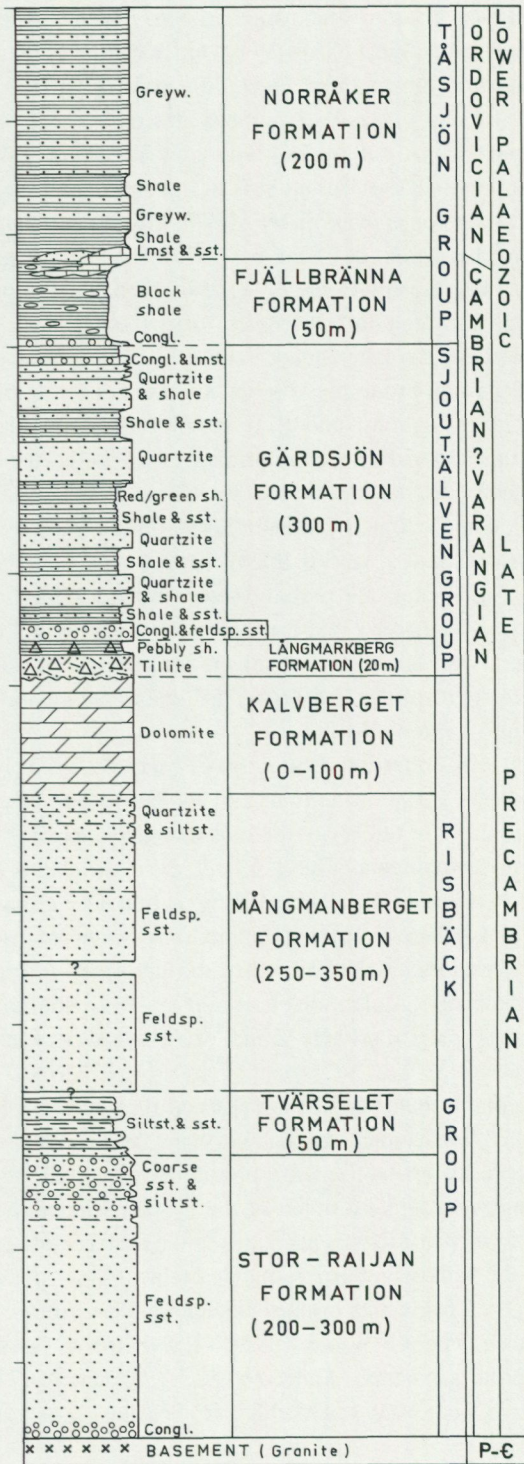 Greyw.
Shale
Greyw.
Shale
Lmst & sst.
Black
shale
Congl.
Congl.& lmst.
Quartzite
& shale
Shale & sst.
Quartzite
Red/green sh.
Shale & sst.
Quartzite
Shale & sst.
Quartzite
& shale
Shale & sst.
Congl.& feldsp. sst.
Pebbly sh.
Tillite
Dolomite
Quartzite
& siltst.
Feldsp.
sst.
?
Feldsp.
sst.
?
Siltst.& sst.
Coarse
sst. &
siltst.
Feldsp.
sst.
Congl.
NORRÅKER
FORMATION
(200 m)
FJÄLLBRÄNNA
FORMATION
(50m)
GÄRDSJÖN
FORMATION
(300 m)
LÅNGMARKBERG
FORMATION (20m)
KALVBERGET
FORMATION
(0–100 m)
MÅNGMANBERGET
FORMATION
(250–350m)
TVÄRSELET
FORMATION
(50 m)
STOR–RAIJAN
FORMATION
(200–300 m)
TÅSJÖN GROUP
SJOUTÄLVEN GROUP
RISBÄCK GROUP
ORDOVICIAN / CAMBRIAN ? VARANGIAN
LOWER PALAEOZOIC
LATE PRECAMBRIAN
BASEMENT ( Granite )
P-Є